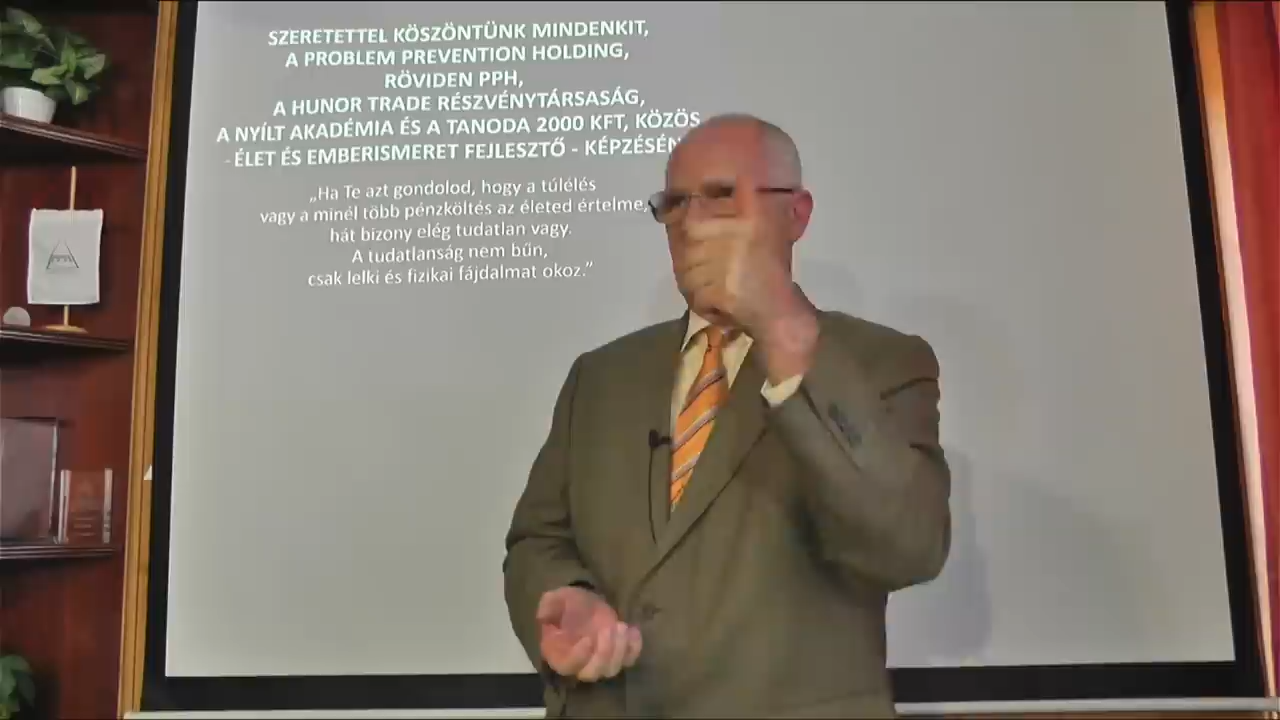 SZERETETTEL KÖSZÖNTÜNK MINDENKIT,
A PROBLEM PREVENTION HOLDING,
RÖVIDEN PPH,
A HUNOR TRADE RÉSZVÉNYTÁRSASÁG,
A NYÍLT AKADÉMIA ÉS A TANODA 2000 KFT, KÖZÖS
- ÉLET ÉS EMBERISMERET FEJLESZTŐ - KÉPZÉSÉN
„Ha Te azt gondolod, hogy a túlélés
vagy a minél több pénzköltés az életed értelme,
hát bizony elég tudatlan vagy.
A tudatlanság nem bűn,
csak lelki és fizikai fájdalmat okoz.”